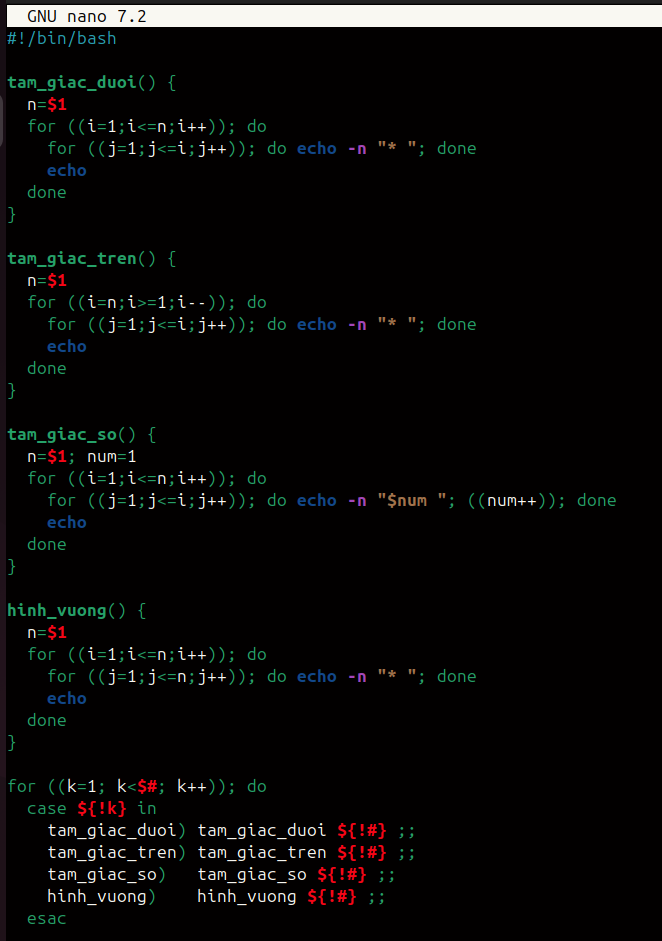 GNU nano 7.2
#!/bin/bash
tam_giac_duoi() {
  n=$1
  for ((i=1;i<=n;i++)); do
    for ((j=1;j<=i;j++)); do echo -n "* "; done
    echo
  done
}
tam_giac_tren() {
  n=$1
  for ((i=n;i>=1;i--)); do
    for ((j=1;j<=i;j++)); do echo -n "* "; done
    echo
  done
}
tam_giac_so() {
  n=$1; num=1
  for ((i=1;i<=n;i++)); do
    for ((j=1;j<=i;j++)); do echo -n "$num "; ((num++)); done
    echo
  done
}
hinh_vuong() {
  n=$1
  for ((i=1;i<=n;i++)); do
    for ((j=1;j<=n;j++)); do echo -n "* "; done
    echo
  done
}
for ((k=1; k<$#; k++)); do
  case ${!k} in
    tam_giac_duoi) tam_giac_duoi ${!#} ;;
    tam_giac_tren) tam_giac_tren ${!#} ;;
    tam_giac_so)   tam_giac_so ${!#} ;;
    hinh_vuong)    hinh_vuong ${!#} ;;
  esac